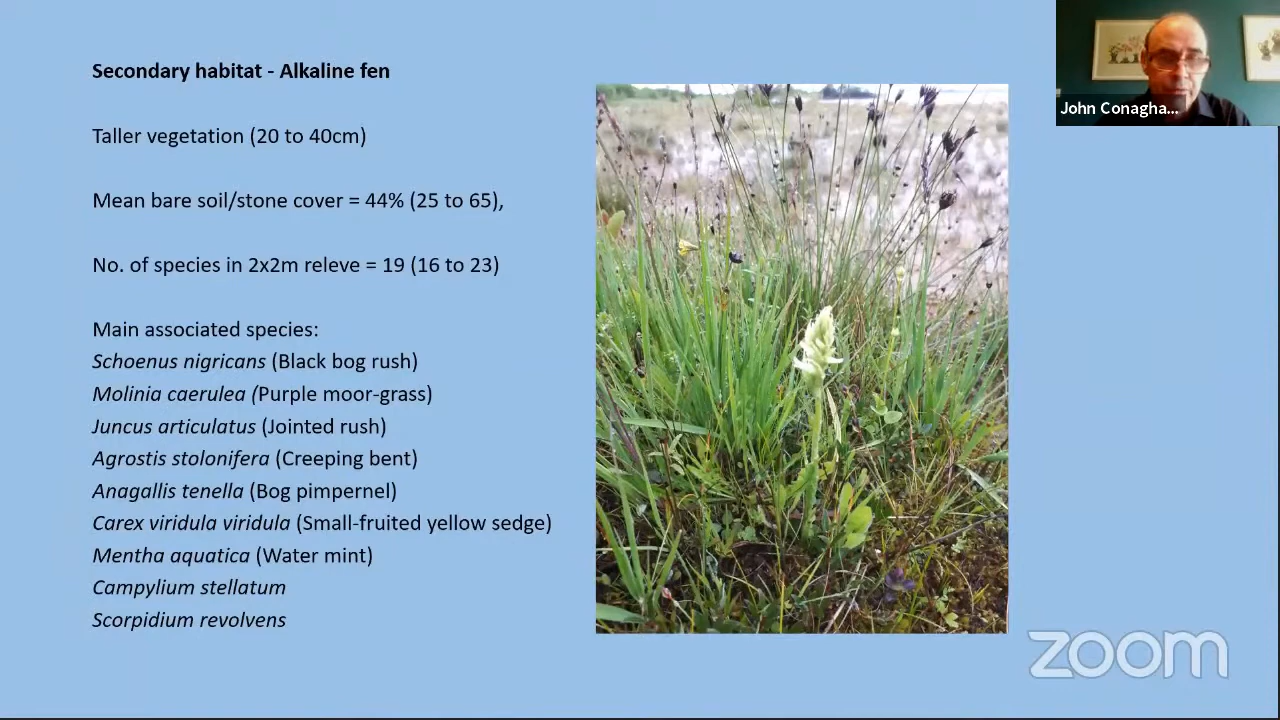 Secondary habitat - Alkaline fen
Taller vegetation (20 to 40cm)
Mean bare soil/stone cover = 44% (25 to 65),
No. of species in 2x2m releve = 19 (16 to 23)
Main associated species:
Schoenus nigricans (Black bog rush)
Molinia caerulea (Purple moor-grass)
Juncus articulatus (Jointed rush)
Agrostis stolonifera (Creeping bent)
Anagallis tenella (Bog pimpernel)
Carex viridula viridula (Small-fruited yellow sedge)
Mentha aquatica (Water mint)
Campylium stellatum
Scorpidium revolvens
John Conagha...
zoom